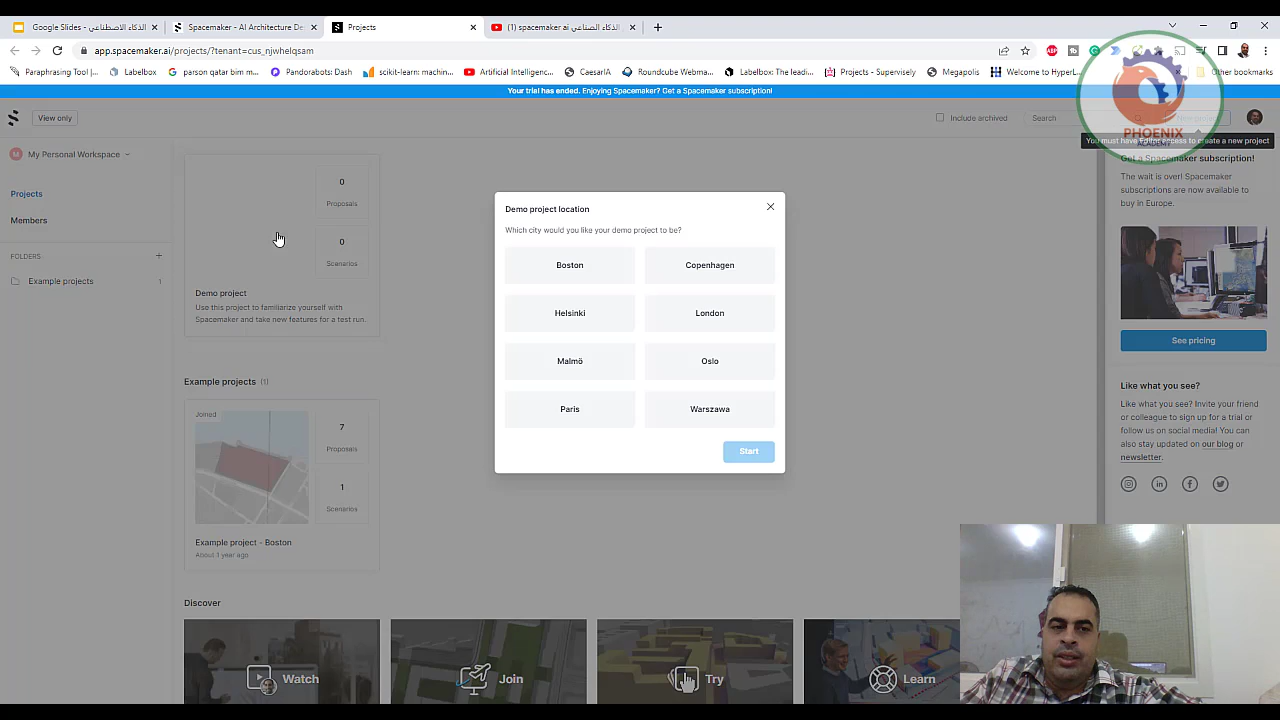 Google Slides - الذكاء الاصطناعي
Spacemaker - AI Architecture De
Projects
(1) spacemaker ai الذكاء الصناعي
app.spacemaker.ai/projects/?tenant=cus_njwhelqsam
Paraphrasing Tool |...
Labelbox
parson qatar bim m...
Pandorabots: Dash
scikit-learn: machin...
Artificial Intelligenc...
CaesarIA
Roundcube Webma...
Labelbox: The leadi...
Projects - Supervisely
Megapolis
Welcome to HyperL...
Other bookmarks
Your trial has ended. Enjoying Spacemaker? Get a Spacemaker subscription!
View only
Include archived
Search
PHOENIX
ACADEMY
You must have Editor access to create a new project
M My Personal Workspace
Projects
Members
FOLDERS:
Example projects 1
0
Proposals
0
Scenarios
Demo project
Use this project to familiarize yourself with
Spacemaker and take new features for a test run.
Example projects (1)
Joined
7
Proposals
1
Scenarios
Example project - Boston
About 1 year ago
Discover
Watch
Join
Try
Learn
Demo project location
Which city would you like your demo project to be?
Boston
Copenhagen
Helsinki
London
Malmö
Oslo
Paris
Warszawa
Start
Get a Spacemaker subscription!
The wait is over! Spacemaker
subscriptions are now available to
buy in Europe.
See pricing
Like what you see?
Like what you see? Invite your friend
or colleague to sign up for a trial or
follow us on social media! You can
also stay updated on our blog or
newsletter.